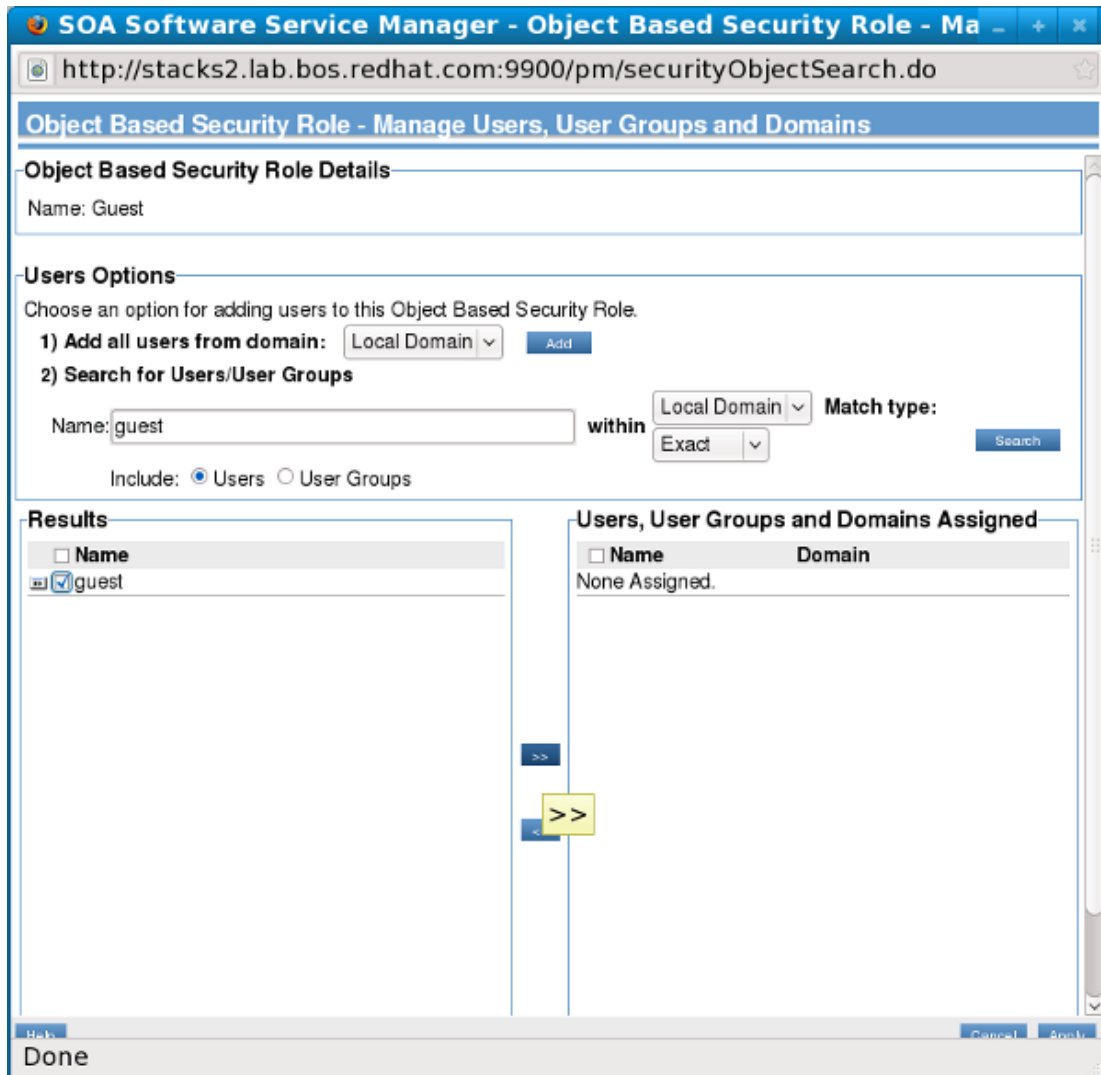 SOA Software Service Manager - Object Based Security Role - Ma
http://stacks2.lab.bos.redhat.com:9900/pm/securityObjectSearch.do
Object Based Security Role - Manage Users, User Groups and Domains
Object Based Security Role Details
Name: Guest
Users Options
Choose an option for adding users to this Object Based Security Role.
1) Add all users from domain: Local Domain Add
2) Search for Users/User Groups
Name: guest within Local Domain Match type:
Exact Search
Include: Users User Groups
Results
Name
guest
Users, User Groups and Domains Assigned
Name Domain
None Assigned.
>>
>>
<
Help Cancel Apply
Done